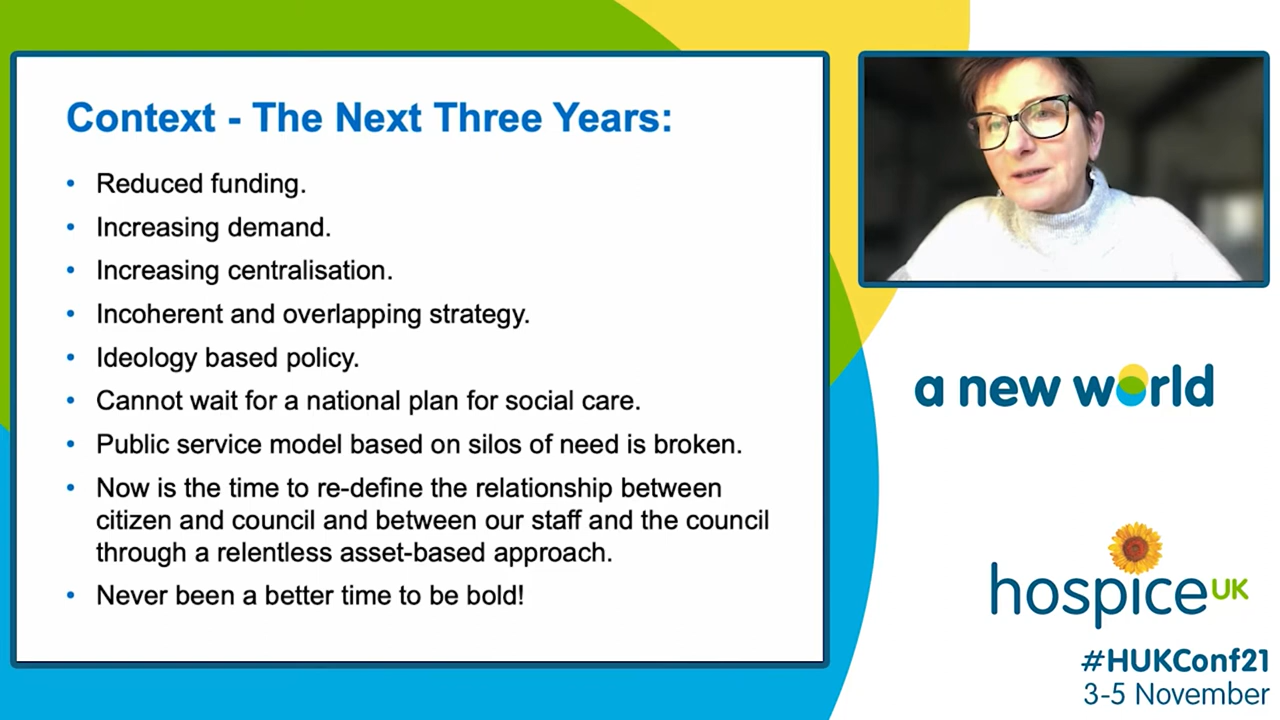 Context - The Next Three Years:
• Reduced funding.
• Increasing demand.
• Increasing centralisation.
• Incoherent and overlapping strategy.
• Ideology based policy.
• Cannot wait for a national plan for social care.
• Public service model based on silos of need is broken.
• Now is the time to re-define the relationship between
citizen and council and between our staff and the council
through a relentless asset-based approach.
• Never been a better time to be bold!
a new world
hospice UK
#HUKConf21
3-5 November